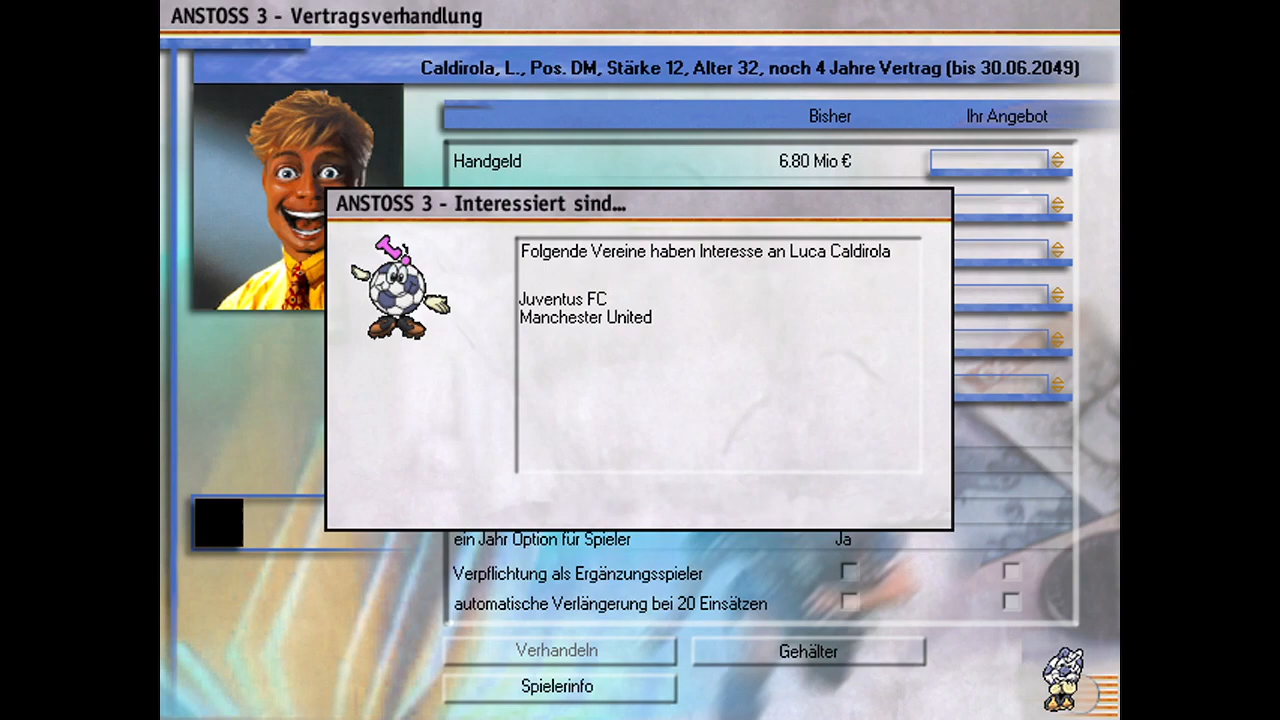 ANSTOSS 3 - Vertragsverhandlung
Caldirola, L., Pos. DM, Stärke 12, Alter 32, noch 4 Jahre Vertrag (bis 30.06.2049)
Bisher Ihr Angebot
Handgeld 6.80 Mio €
ANSTOSS 3 - Interessiert sind...
Folgende Vereine haben Interesse an Luca Caldirola
Juventus FC
Manchester United
ein Jahr Option für Spieler Ja
Verpflichtung als Ergänzungsspieler
automatische Verlängerung bei 20 Einsätzen
Verhandeln Gehälter
Spielerinfo